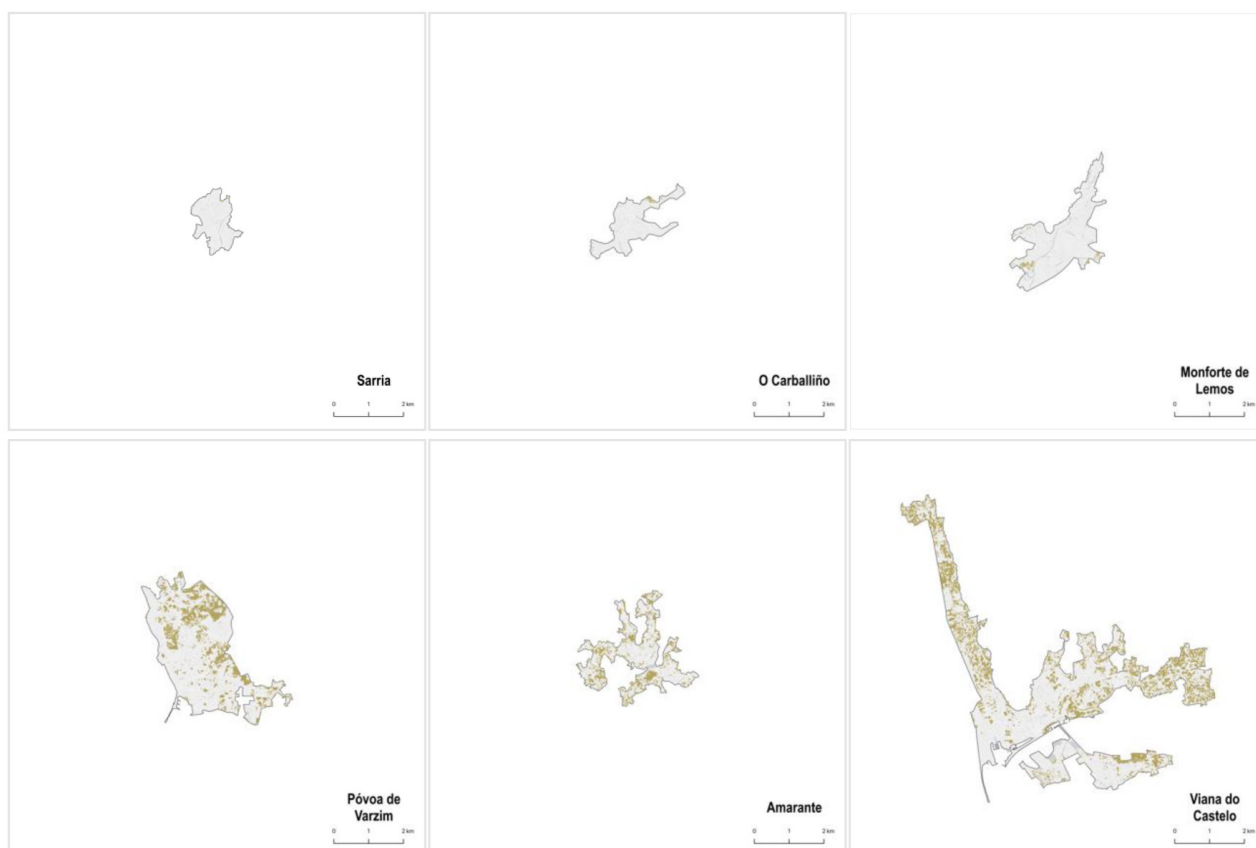 Sarria
0 1 2 km
O Carballiño
0 1 2 km
Monforte de
Lemos
0 1 2 km
Póvoa de
Varzim
0 1 2 km
Amarante
0 1 2 km
Viana do
Castelo
0 1 2 km